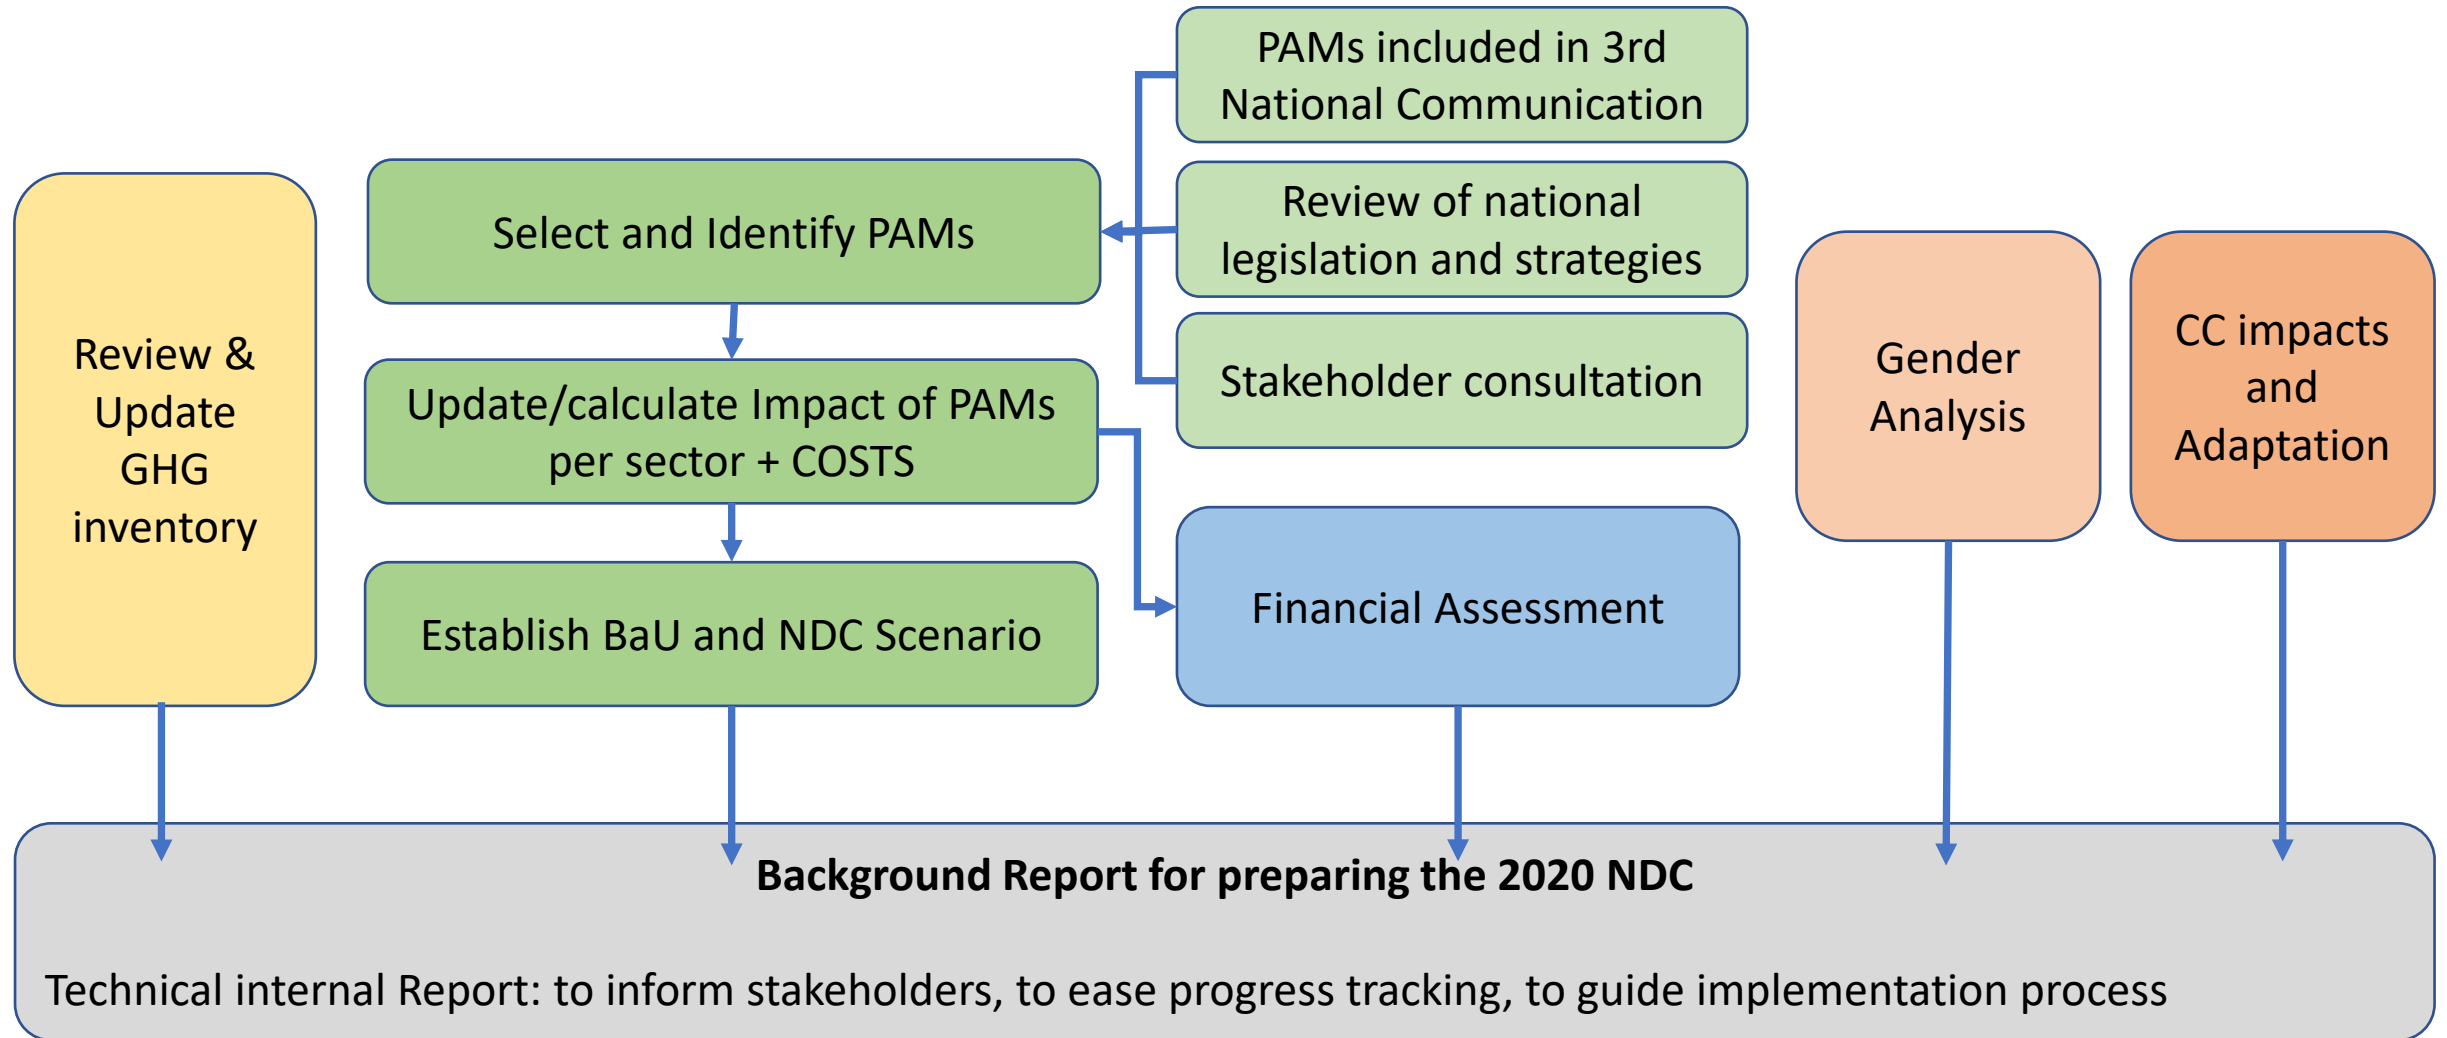 PAMs included in 3rd
National Communication
Select and Identify PAMs
Review of national
legislation and strategies
Review &
Update
GHG
inventory
Update/calculate Impact of PAMs
per sector + COSTS
Stakeholder consultation
Gender
Analysis
CC impacts
and
Adaptation
Establish BaU and NDC Scenario
Financial Assessment
Background Report for preparing the 2020 NDC
Technical internal Report: to inform stakeholders, to ease progress tracking, to guide implementation process